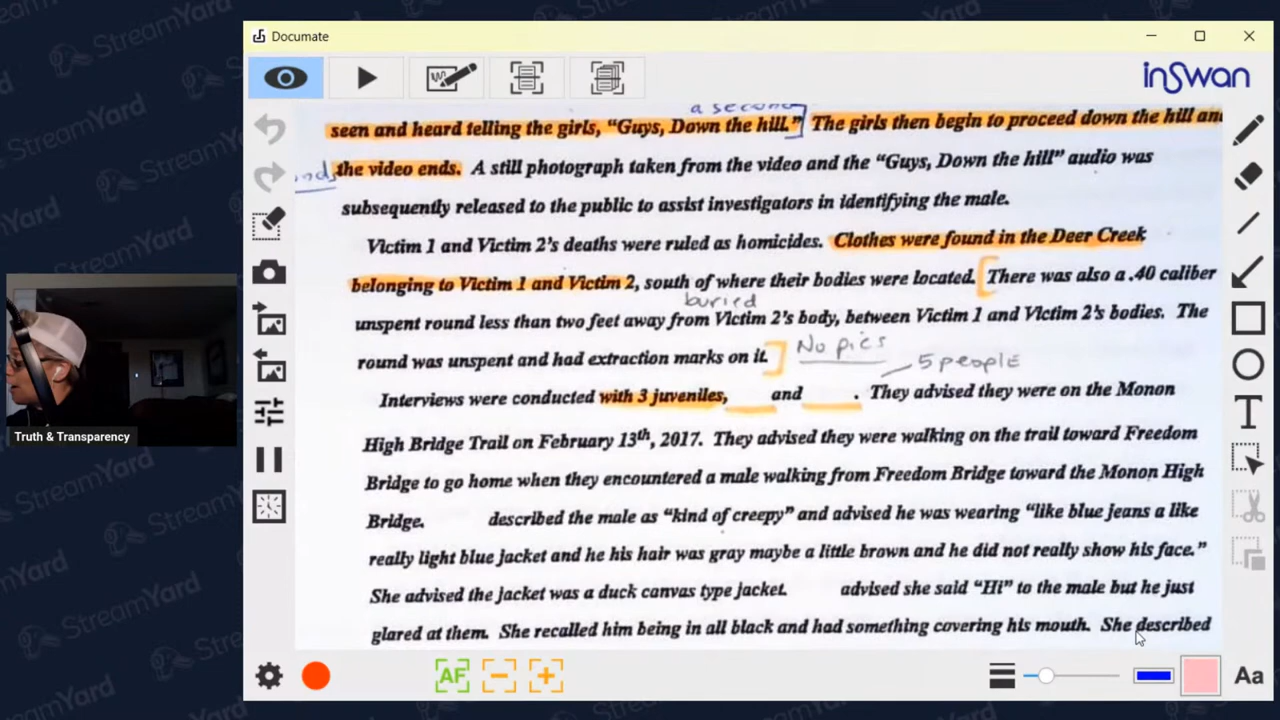 Documate
inSwan
a second
seen and heard telling the girls, “Guys, Down the hill.” The girls then begin to proceed down the hill and
the video ends. A still photograph taken from the video and the “Guys, Down the hill” audio was
subsequently released to the public to assist investigators in identifying the male.
Victim 1 and Victim 2’s deaths were ruled as homicides. Clothes were found in the Deer Creek
belonging to Victim 1 and Victim 2, south of where their bodies were located. There was also a .40 caliber
buried
unspent round less than two feet away from Victim 2’s body, between Victim 1 and Victim 2’s bodies. The
round was unspent and had extraction marks on it. No pics
5 people
Interviews were conducted with 3 juveniles, and . They advised they were on the Monon
High Bridge Trail on February 13th, 2017. They advised they were walking on the trail toward Freedom
Bridge to go home when they encountered a male walking from Freedom Bridge toward the Monon High
Bridge. described the male as “kind of creepy” and advised he was wearing “like blue jeans a like
really light blue jacket and he his hair was gray maybe a little brown and he did not really show his face.”
She advised the jacket was a duck canvas type jacket. advised she said “Hi” to the male but he just
glared at them. She recalled him being in all black and had something covering his mouth. She described
Truth & Transparency
AF
T
Aa
StreamYard